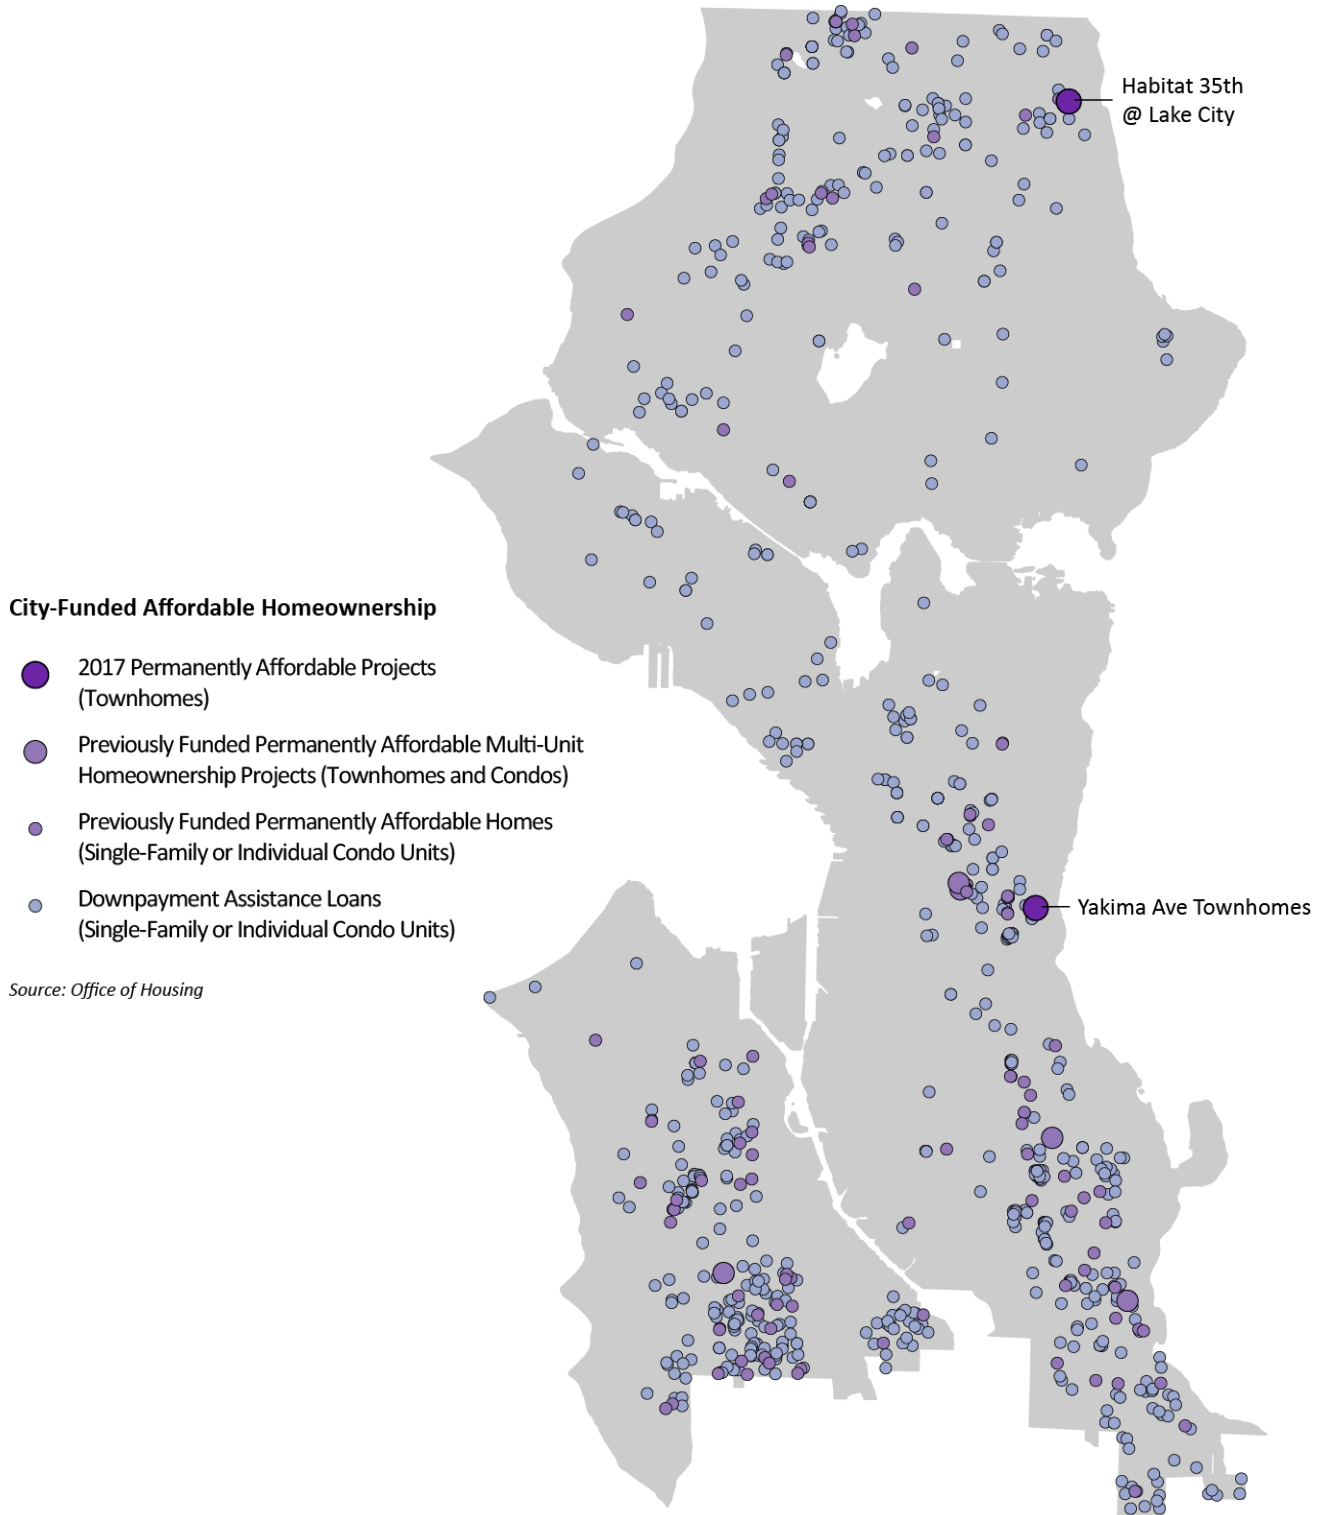 Habitat 35th
@ Lake City
City-Funded Affordable Homeownership
2017 Permanently Affordable Projects
(Townhomes)
Previously Funded Permanently Affordable Multi-Unit
Homeownership Projects (Townhomes and Condos)
Previously Funded Permanently Affordable Homes
(Single-Family or Individual Condo Units)
Downpayment Assistance Loans
(Single-Family or Individual Condo Units)
Yakima Ave Townhomes
Source: Office of Housing